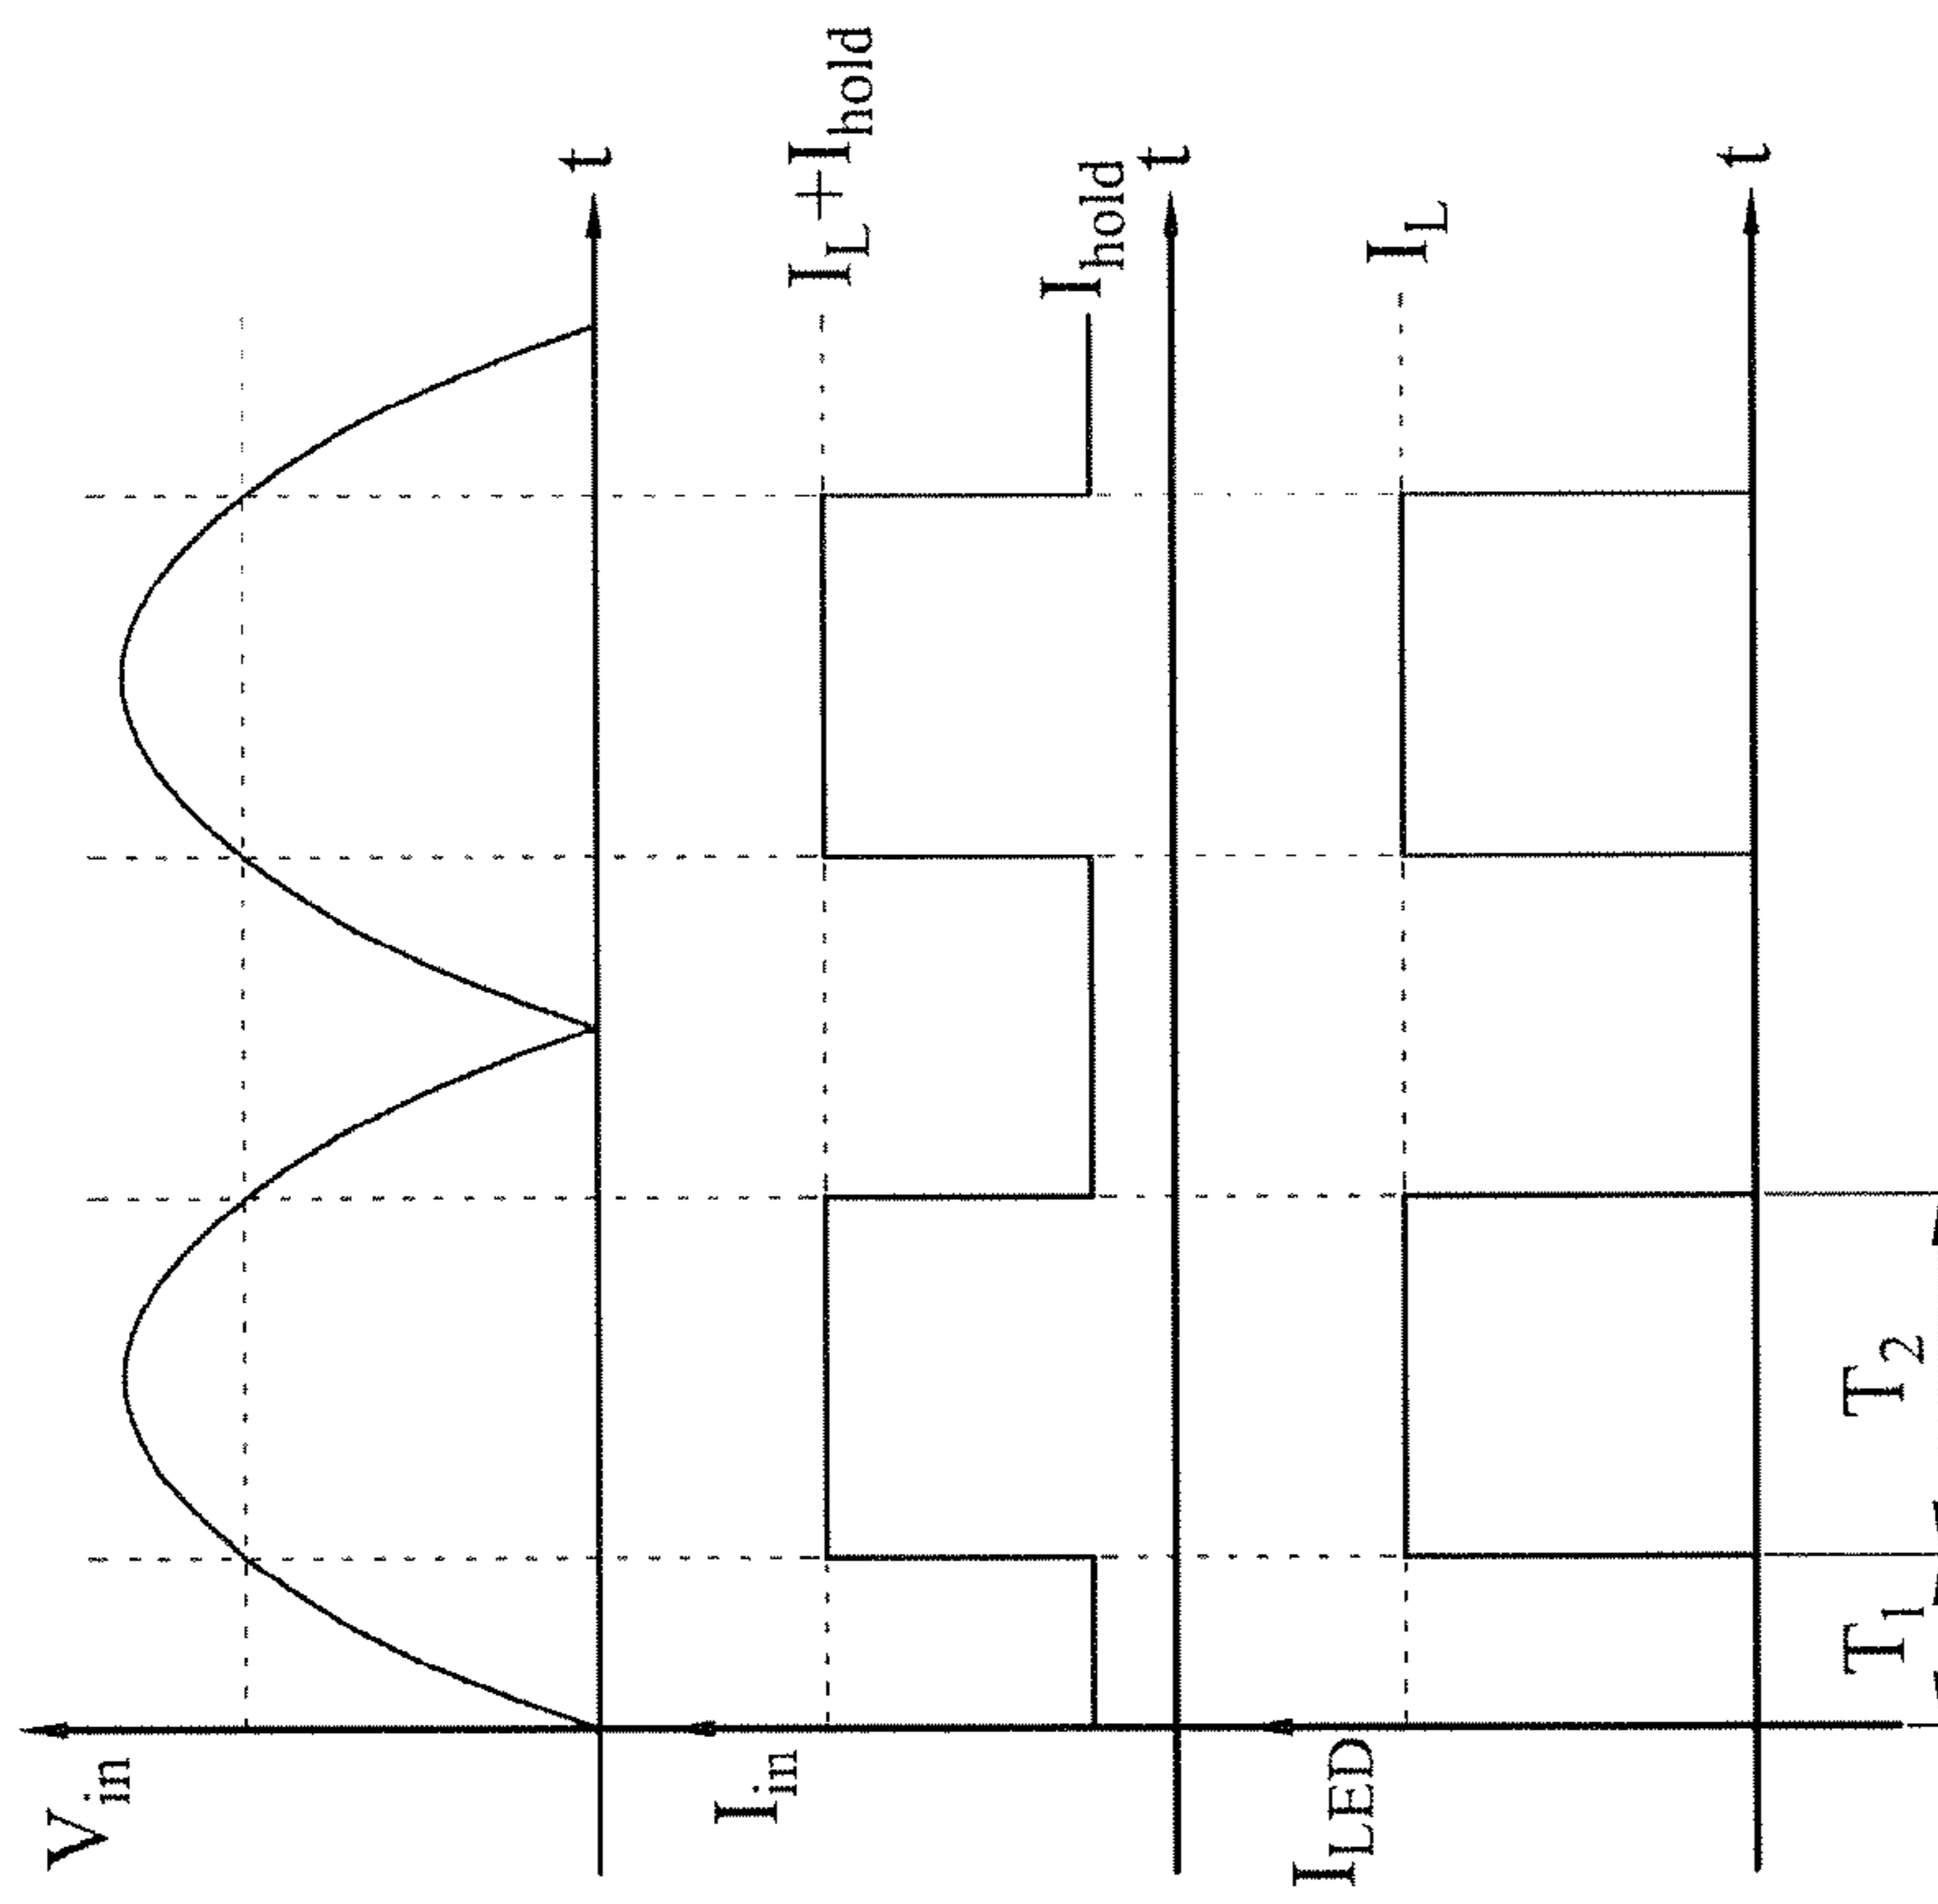 V_in
t
I_in
I_L+I_hold
I_hold
t
I_LED
I_L
t
T_1
T_2